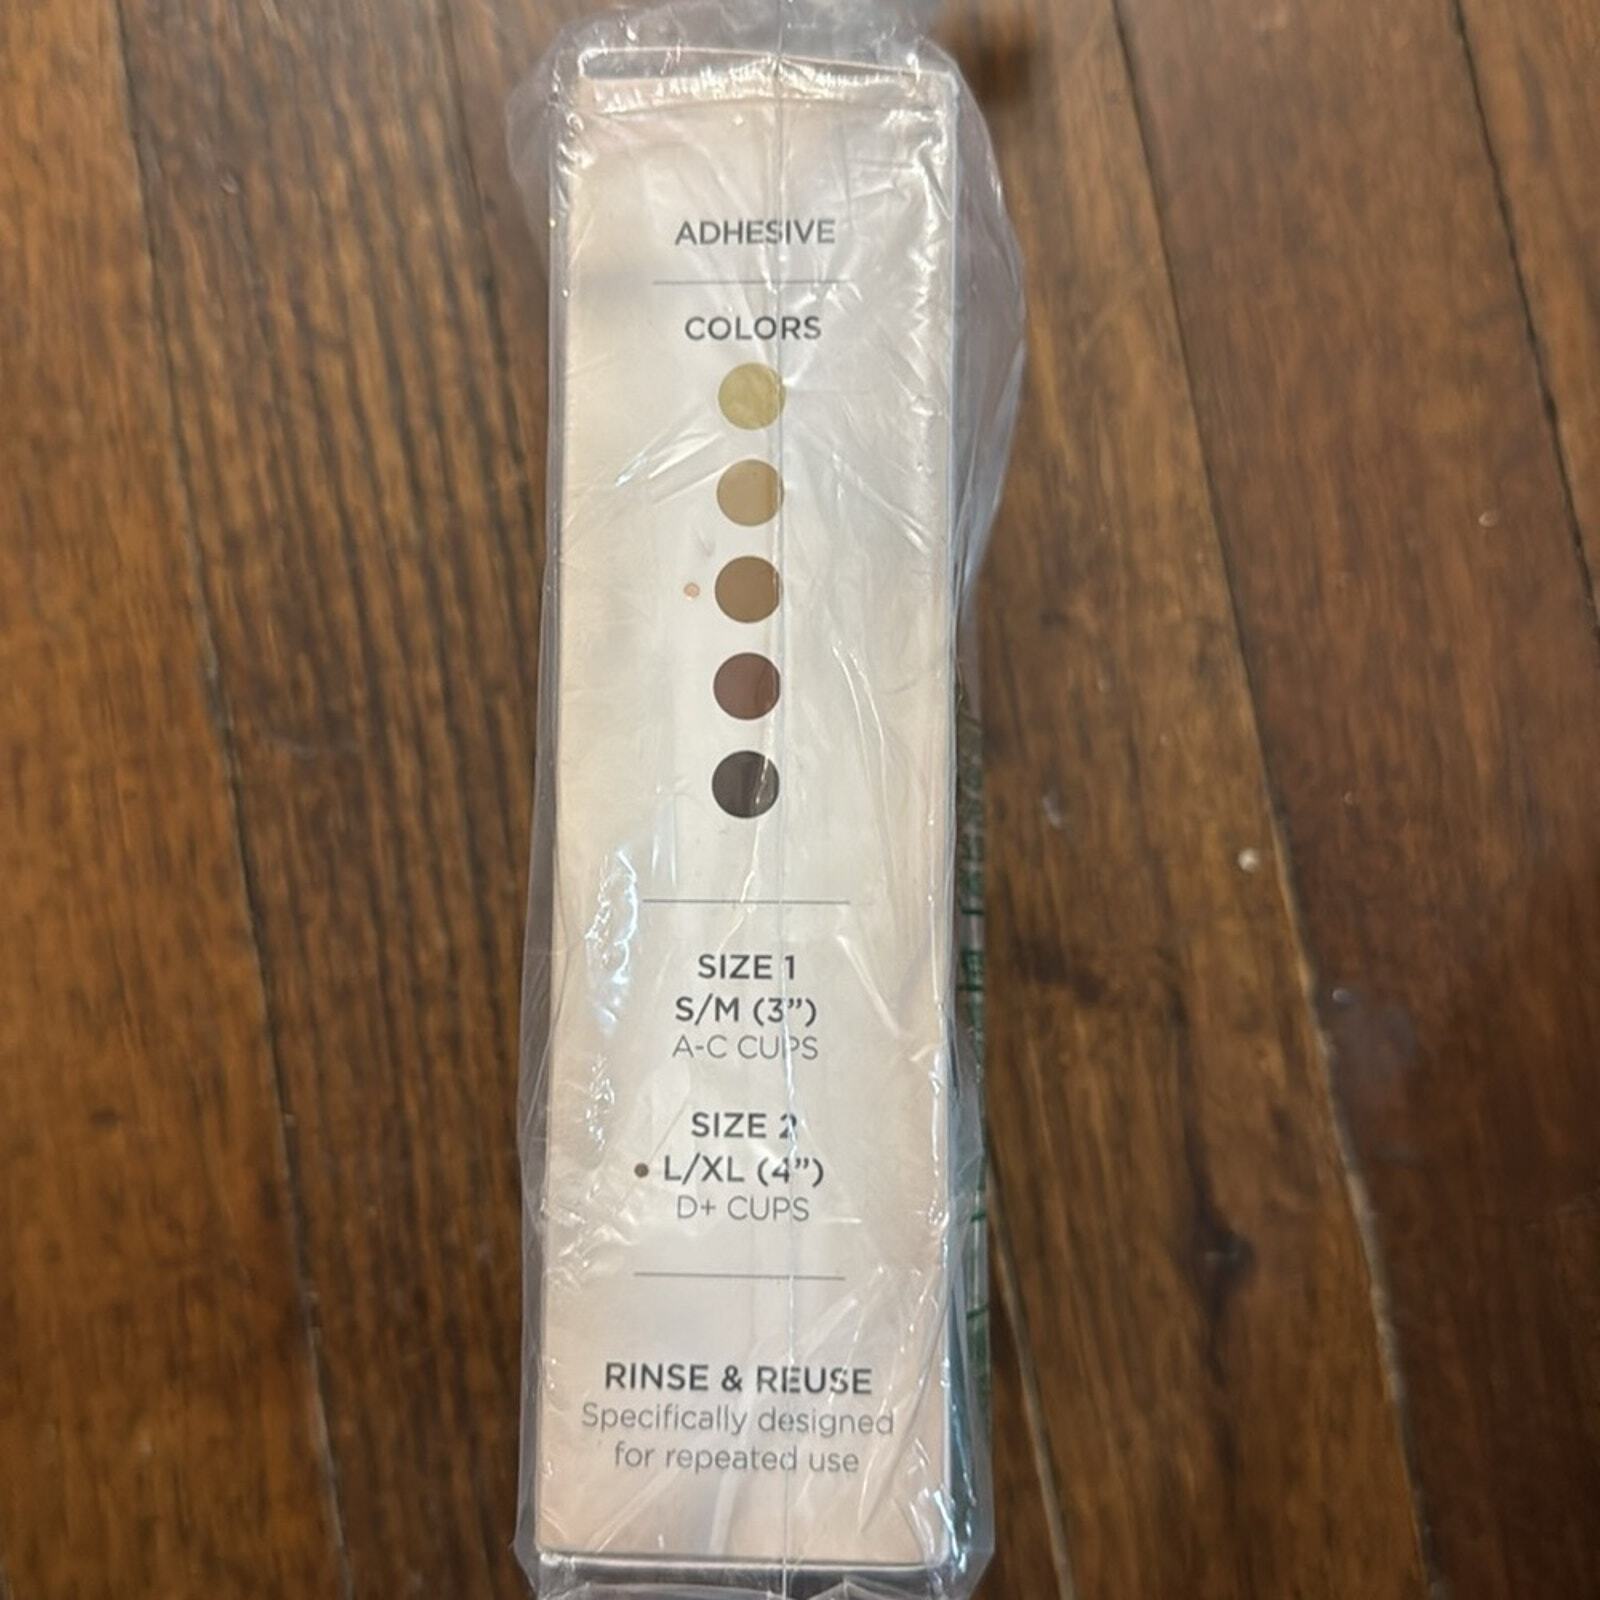 ADHESIVE
COLORS
SIZE 1
S/M (3”)
A-C CUPS
SIZE 2
• L/XL (4”)
D+ CUPS
RINSE & REUSE
Specifically designed
for repeated use